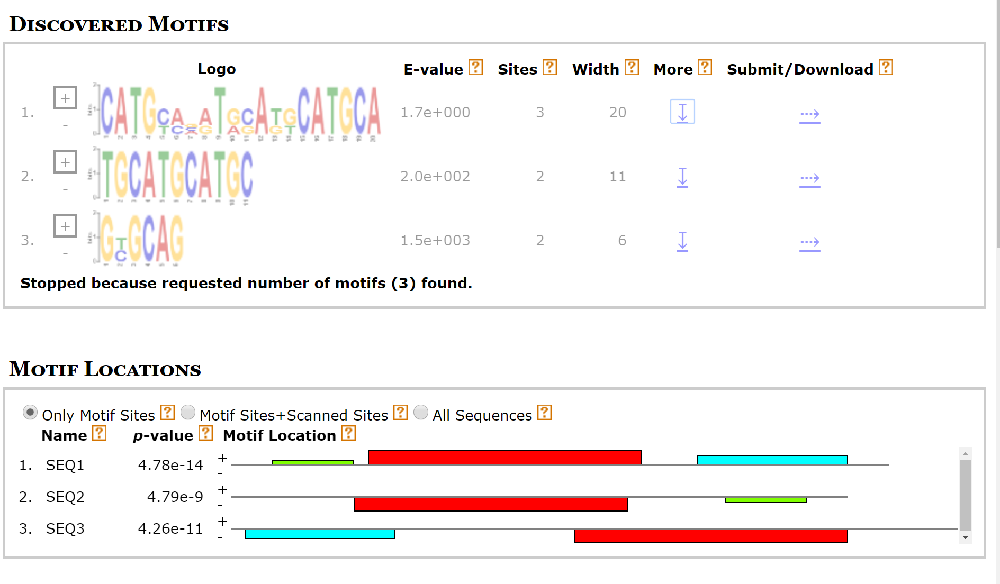 DISCOVERED MOTIFS
Logo E-value ? Sites ? Width ? More ? Submit/Download ?
1. + - CATG TGCATGCATGCA 1.7e+000 3 20
2. + - TGCATGCATGC 2.0e+002 2 11
3. + - GTGCAG 1.5e+003 2 6
Stopped because requested number of motifs (3) found.
MOTIF LOCATIONS
Only Motif Sites ? Motif Sites+Scanned Sites ? All Sequences ?
Name ? p-value ? Motif Location ?
1. SEQ1 4.78e-14 + -
2. SEQ2 4.79e-9 + -
3. SEQ3 4.26e-11 + -